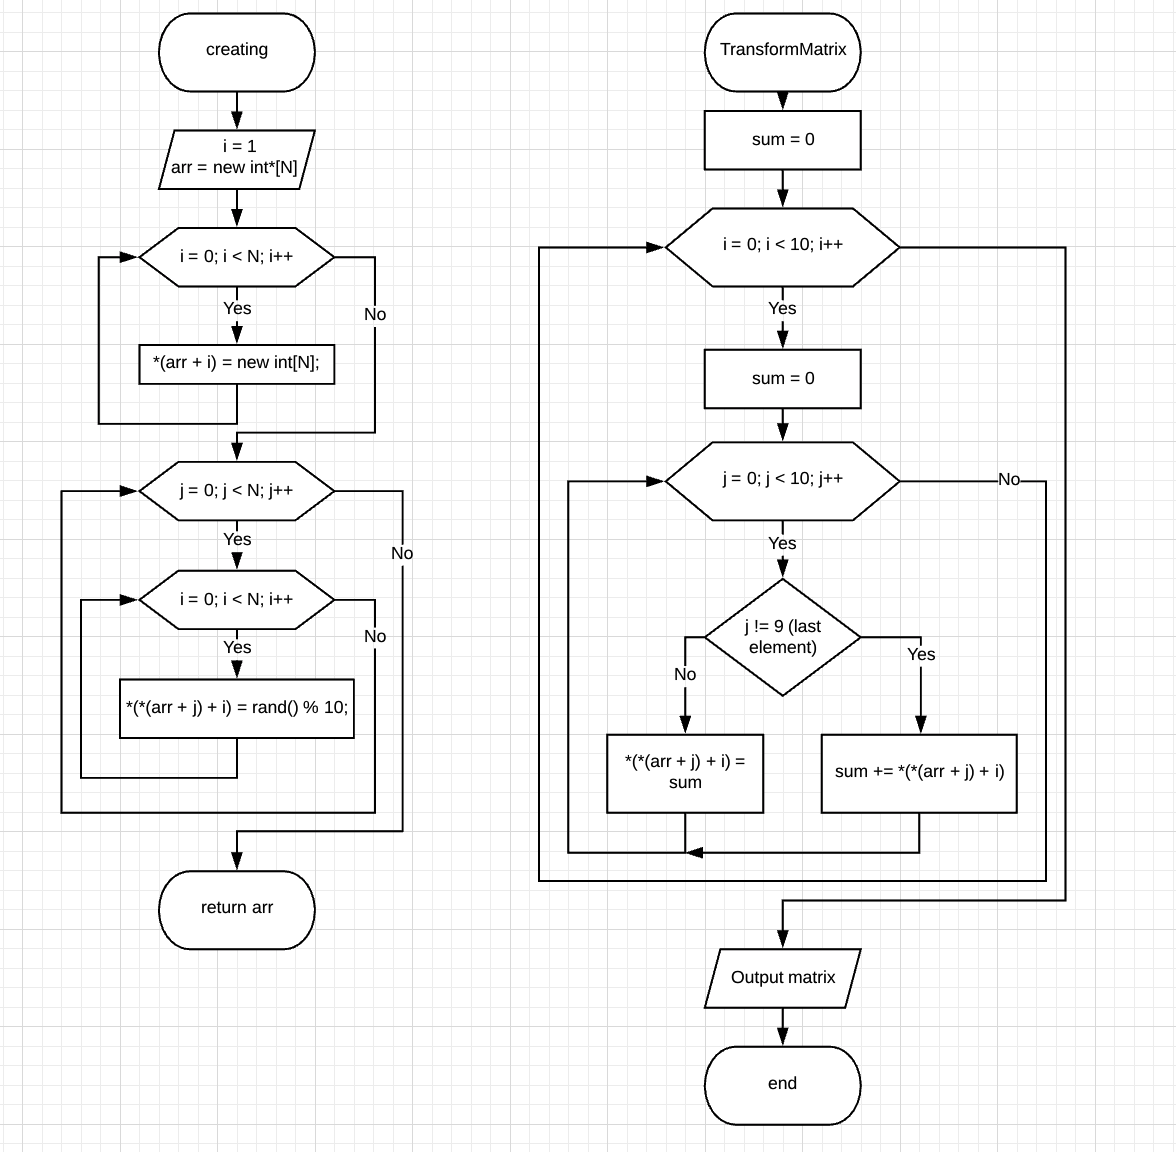 creating
i = 1
arr = new int*[N]
i = 0; i < N; i++
Yes
No
*(arr + i) = new int[N];
j = 0; j < N; j++
Yes
No
i = 0; i < N; i++
No
Yes
*(*(arr + j) + i) = rand() % 10;
return arr
TransformMatrix
sum = 0
i = 0; i < 10; i++
Yes
sum = 0
j = 0; j < 10; j++
No
Yes
j != 9 (last
element)
No
Yes
*(*(arr + j) + i) =
sum
sum += *(*(arr + j) + i)
Output matrix
end